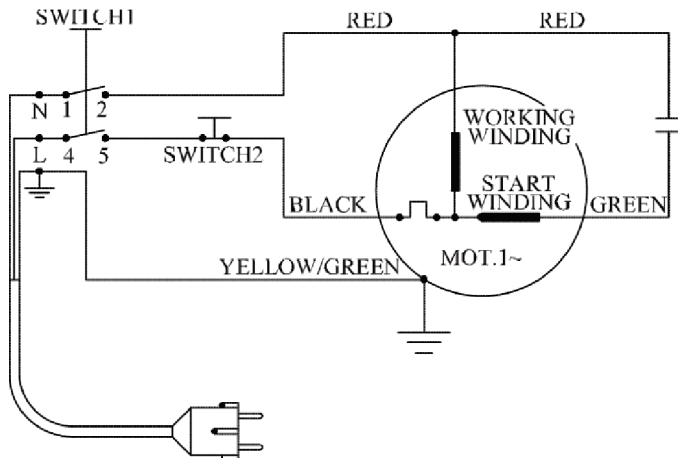 SWITCH1
RED
RED
N 1 2
WORKING
WINDING
L 4 5
SWITCH2
START
WINDING
BLACK
GREEN
MOT.1~
YELLOW/GREEN